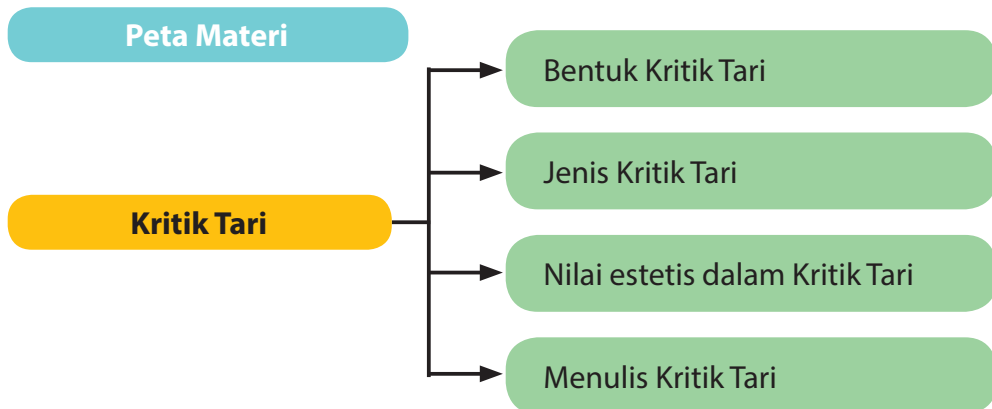 Peta Materi
Kritik Tari
Bentuk Kritik Tari
Jenis Kritik Tari
Nilai estetis dalam Kritik Tari
Menulis Kritik Tari